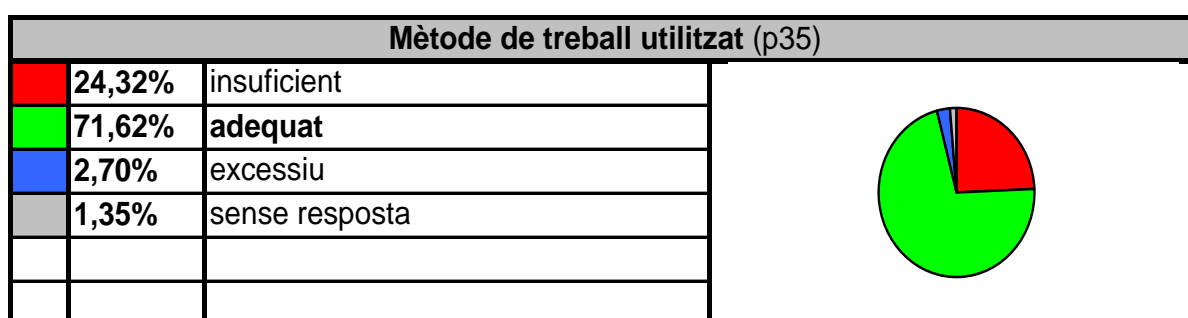 Mètode de treball utilitzat (p35)
24,32% insuficient
71,62% adequat
2,70% excessiu
1,35% sense resposta